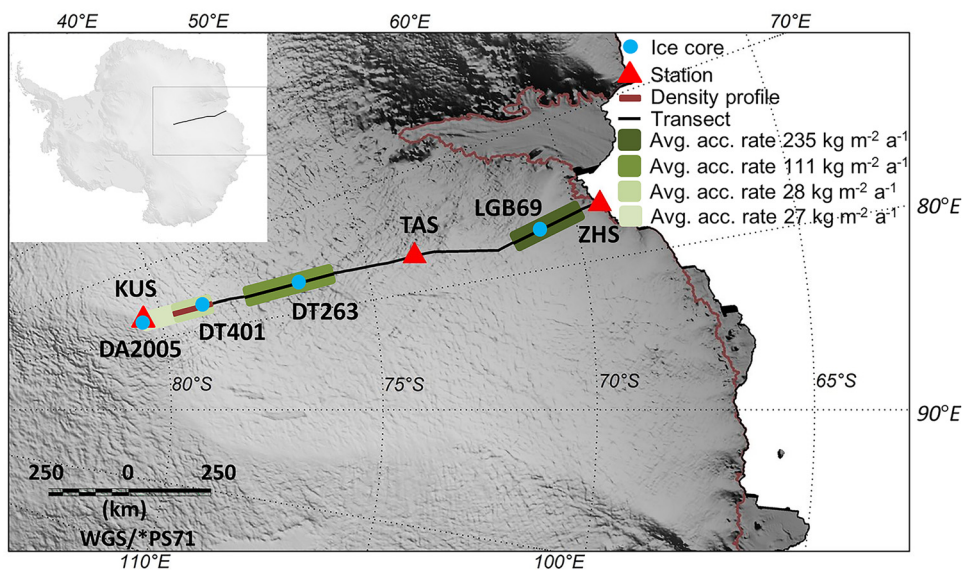 40°E 50°E 60°E 70°E
Ice core
Station
Density profile
Transect
Avg. acc. rate 235 kg m⁻² a⁻¹
Avg. acc. rate 111 kg m⁻² a⁻¹
Avg. acc. rate 28 kg m⁻² a⁻¹
Avg. acc. rate 27 kg m⁻² a⁻¹
80°E
LGB69
TAS
ZHS
KUS
DT263
DT401
DA2005
80°S 75°S 70°S 65°S
90°E
250 0 250
(km)
WGS/*PS71
110°E 100°E